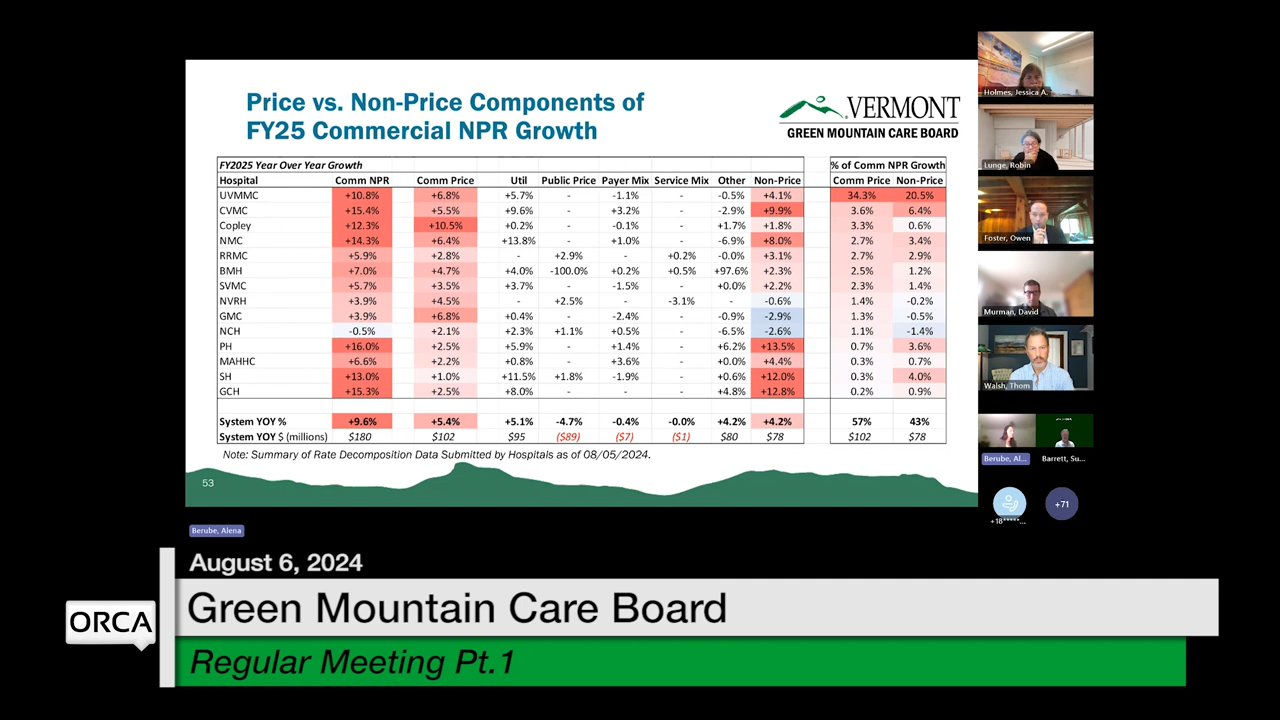 Price vs. Non-Price Components of
FY25 Commercial NPR Growth
VERMONT
GREEN MOUNTAIN CARE BOARD
FY2025 Year Over Year Growth % of Comm NPR Growth
Hospital Comm NPR Comm Price Util Public Price Payer Mix Service Mix Other Non-Price Comm Price Non-Price
UVMMC +10.8% +6.8% +5.7% - -1.1% - -0.5% +4.1% 34.3% 20.5%
CVMC +15.4% +5.5% +9.6% - +3.2% - -2.9% +9.9% 3.6% 6.4%
Copley +12.3% +10.5% +0.2% - -0.1% - +1.7% +1.8% 3.3% 0.6%
NMC +14.3% +6.4% +13.8% - +1.0% - -6.9% +8.0% 2.7% 3.4%
RRMC +5.9% +2.8% - +2.9% - +0.2% -0.0% +3.1% 2.7% 2.9%
BMH +7.0% +4.7% +4.0% -100.0% +0.2% +0.5% +97.6% +2.3% 2.5% 1.2%
SVMC +5.7% +3.5% +3.7% - -1.5% - +0.0% +2.2% 2.3% 1.4%
NVRH +3.9% +4.5% - +2.5% - -3.1% - -0.6% 1.4% -0.2%
GMC +3.9% +6.8% +0.4% - -2.4% - -0.9% -2.9% 1.3% -0.5%
NCH -0.5% +2.1% +2.3% +1.1% +0.5% - -6.5% -2.6% 1.1% -1.4%
PH +16.0% +2.5% +5.9% - +1.4% - +6.2% +13.5% 0.7% 3.6%
MAHHC +6.6% +2.2% +0.8% - +3.6% - +0.0% +4.4% 0.3% 0.7%
SH +13.0% +1.0% +11.5% +1.8% -1.9% - +0.6% +12.0% 0.3% 4.0%
GCH +15.3% +2.5% +8.0% - - - +4.8% +12.8% 0.2% 0.9%
System YOY % +9.6% +5.4% +5.1% -4.7% -0.4% -0.0% +4.2% +4.2% 57% 43%
System YOY $ (millions) $180 $102 $95 ($89) ($7) ($1) $80 $78 $102 $78
Note: Summary of Rate Decomposition Data Submitted by Hospitals as of 08/05/2024.
53
Holmes, Jessica A.
Lunge, Robin
Foster, Owen
Murman, David
Walsh, Thom
Berube, Al...
Barrett, Su...
+18*****...
+71
Berube, Alena
August 6, 2024
Green Mountain Care Board
ORCA
Regular Meeting Pt.1